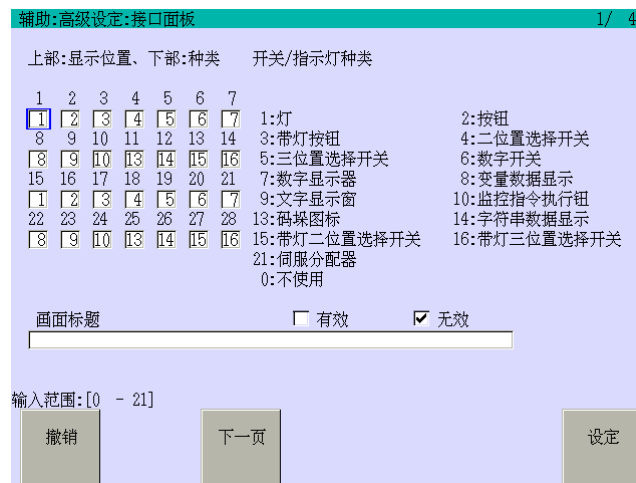 辅助:高级设定:接口面板 1/ 4
上部:显示位置、下部:种类 开关/指示灯种类
1 2 3 4 5 6 7
1 2 3 4 5 6 7 1:灯 2:按钮
8 9 10 11 12 13 14 3:带灯按钮 4:二位置选择开关
8 9 10 13 14 15 16 5:三位置选择开关 6:数字开关
15 16 17 18 19 20 21 7:数字显示器 8:变量数据显示
1 2 3 4 5 6 7 9:文字显示窗 10:监控指令执行钮
22 23 24 25 26 27 28 13:码垛图标 14:字符串数据显示
8 9 10 13 14 15 16 15:带灯二位置选择开关 16:带灯三位置选择开关
21:伺服分配器
0:不使用
画面标题 有效 无效
输入范围:[0 - 21]
撤销 下一页 设定